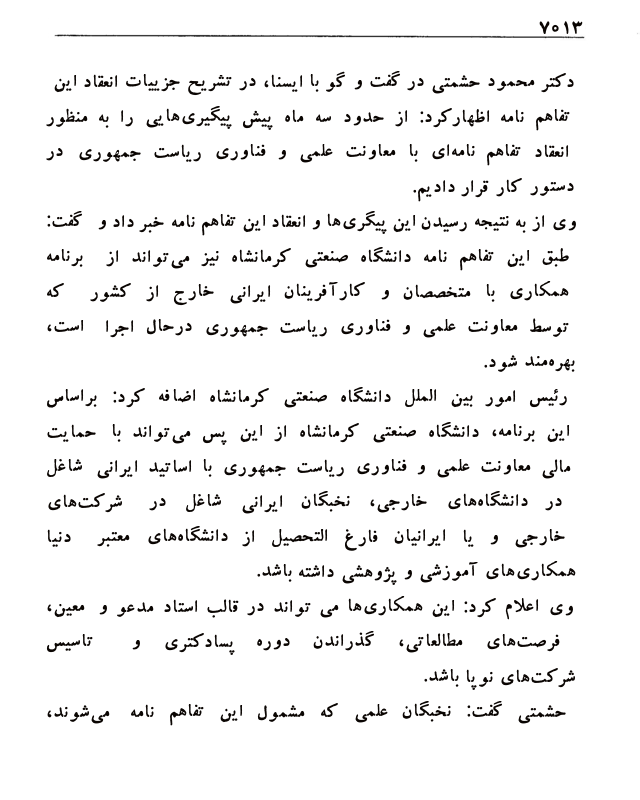 ۷۰۱۳
دکتر محمود حشمتی در گفت و گو با ایسنا، در تشریح جزییات انعقاد این
تفاهم نامه اظهارکرد: از حدود سه ماه پیش پیگیری‌هایی را به منظور
انعقاد تفاهم نامه‌ای با معاونت علمی و فناوری ریاست جمهوری در
دستور کار قرار دادیم.
وی از به نتیجه رسیدن این پیگری‌ها و انعقاد این تفاهم نامه خبر داد و گفت:
طبق این تفاهم نامه دانشگاه صنعتی کرمانشاه نیز می‌تواند از برنامه
همکاری با متخصصان و کارآفرینان ایرانی خارج از کشور که
توسط معاونت علمی و فناوری ریاست جمهوری درحال اجرا است،
بهره‌مند شود.
رئیس امور بین الملل دانشگاه صنعتی کرمانشاه اضافه کرد: براساس
این برنامه، دانشگاه صنعتی کرمانشاه از این پس می‌تواند با حمایت
مالی معاونت علمی و فناوری ریاست جمهوری با اساتید ایرانی شاغل
در دانشگاه‌های خارجی، نخبگان ایرانی شاغل در شرکت‌های
خارجی و یا ایرانیان فارغ التحصیل از دانشگاه‌های معتبر دنیا
همکاری‌های آموزشی و پژوهشی داشته باشد.
وی اعلام کرد: این همکاری‌ها می تواند در قالب استاد مدعو و معین،
فرصت‌های مطالعاتی، گذراندن دوره پسادکتری و تاسیس
شرکت‌های نوپا باشد.
حشمتی گفت: نخبگان علمی که مشمول این تفاهم نامه می‌شوند،